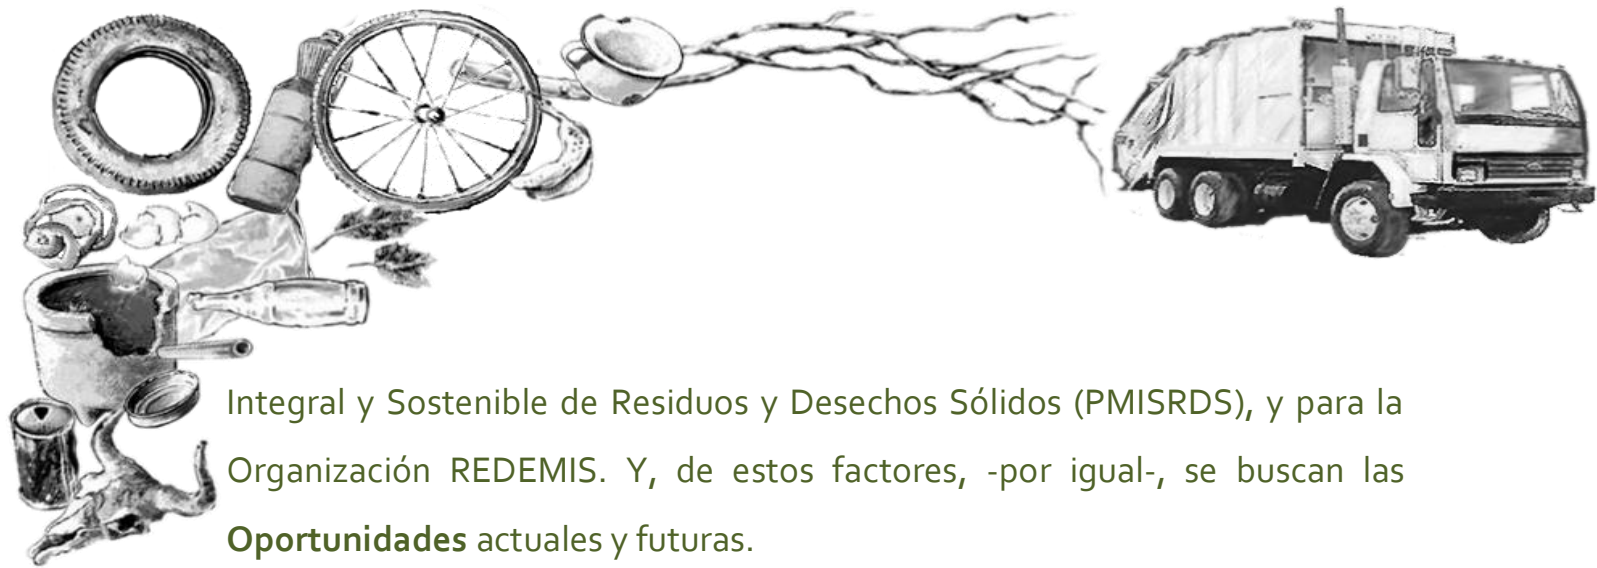 Integral y Sostenible de Residuos y Desechos Sólidos (PMISRDS), y para la
Organización REDEMIS. Y, de estos factores, -por igual-, se buscan las
Oportunidades actuales y futuras.